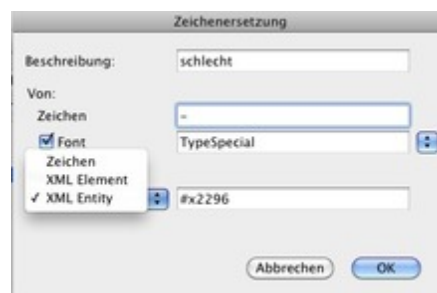 Zeichenersetzung
Beschreibung: schlecht
Von:
Zeichen –
Font TypeSpecial
Zeichen
XML Element
✓ XML Entity #x2296
Abbrechen OK